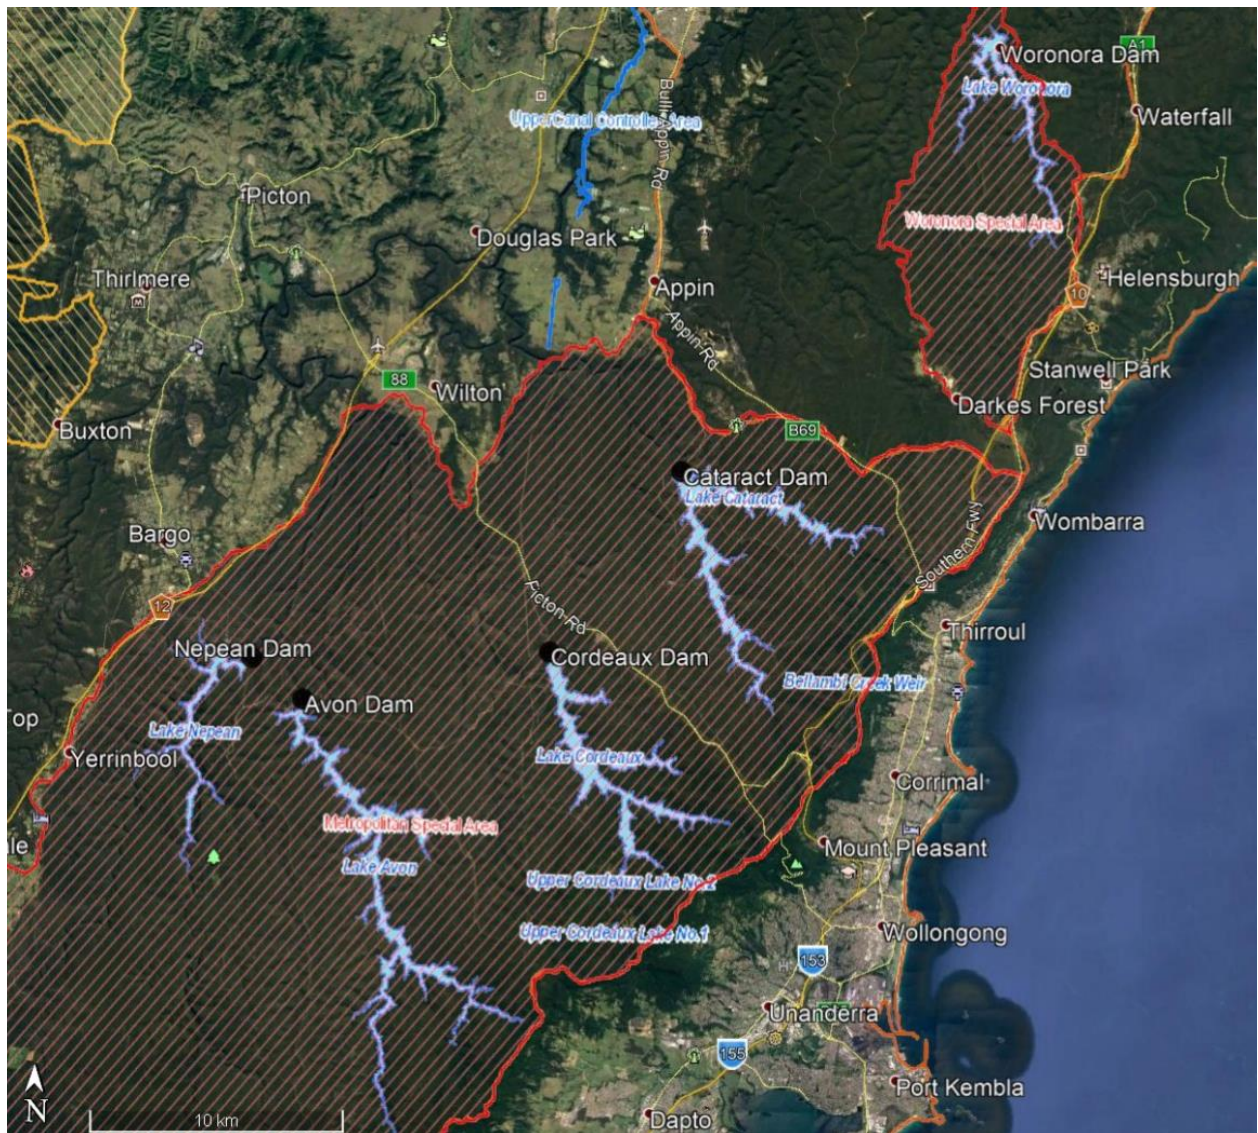 A1
Woronora Dam
Lake Woronora
Waterfall
Bulli Appin Rd
UpperCanal Controlled Area
Picton
Douglas Park
Woronora Special Area
Thirlmere
M
Appin
Helensburgh
10
Appin Rd
88
Wilton
Stanwell Park
Darkes Forest
Buxton
B69
Cataract Dam
Lake Cataract
Bargo
Wombarra
Southern Fwy
12
Picton Rd
Thirroul
Nepean Dam
Cordeaux Dam
Bellambi Creek Weir
Avon Dam
Top
Lake Nepean
Yerrinbool
Lake Cordeaux
Corrimal
Metropolitan Special Area
Mount Pleasant
Lake Avon
Upper Cordeaux Lake No.2
Upper Cordeaux Lake No.1
Wollongong
H
153
Unanderra
155
Port Kembla
N
10 km
Dapto